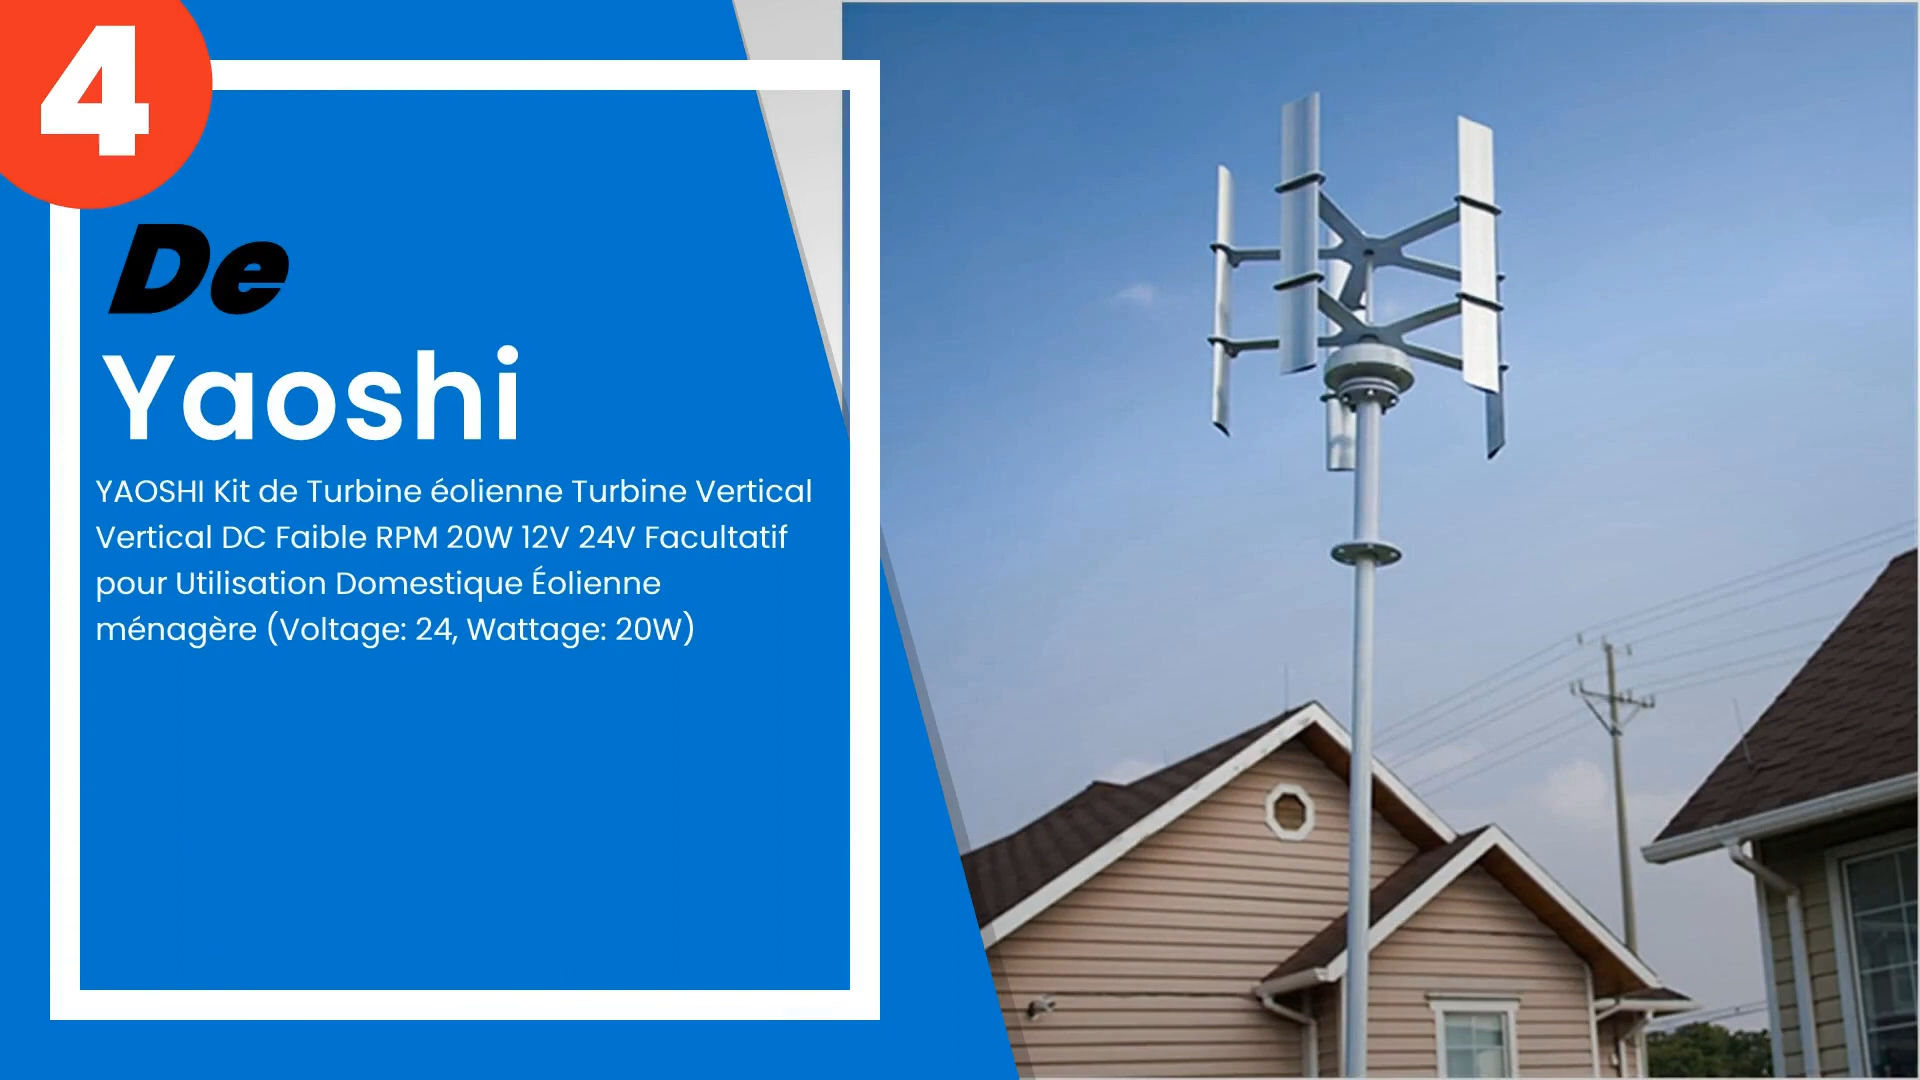 4
De
Yaoshi
YAOSHI Kit de Turbine éolienne Turbine Vertical
Vertical DC Faible RPM 20W 12V 24V Facultatif
pour Utilisation Domestique Éolienne
ménagère (Voltage: 24, Wattage: 20W)